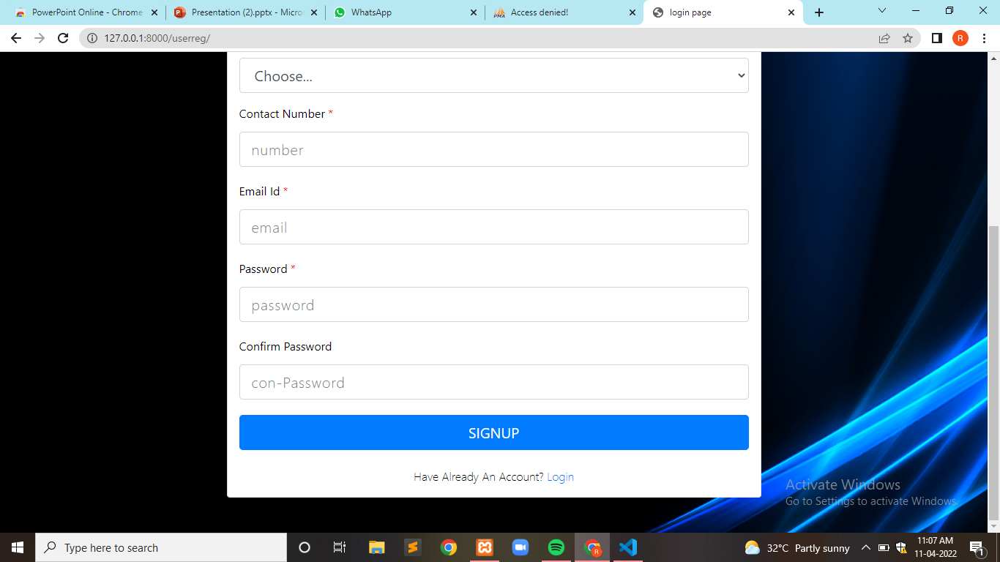 PowerPoint Online - Chrome
Presentation (2).pptx - Micros
WhatsApp
PMA
Access denied!
login page
127.0.0.1:8000/userreg/
R
Choose...
Contact Number *
number
Email Id *
email
Password *
password
Confirm Password
con-Password
SIGNUP
Have Already An Account? Login
Activate Windows
Go to Settings to activate Windows.
Type here to search
R
32°C Partly sunny
11:07 AM
11-04-2022
1